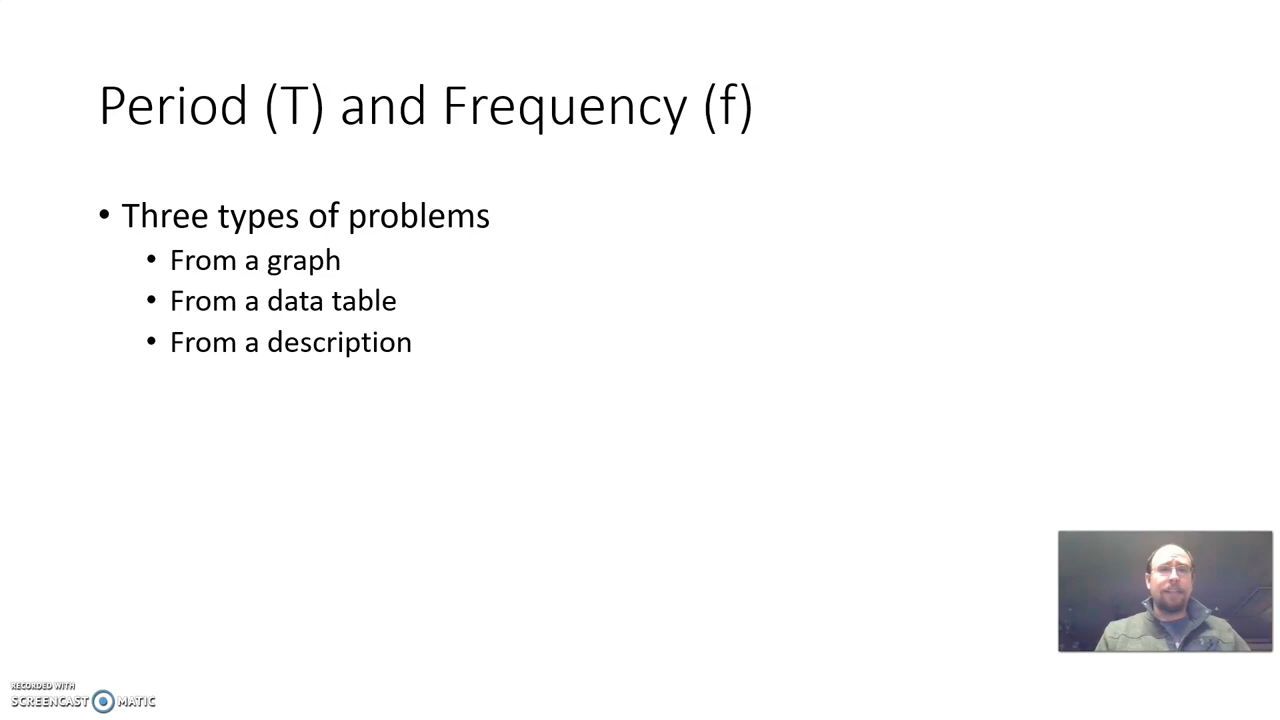 Period (T) and Frequency (f)
• Three types of problems
• From a graph
• From a data table
• From a description
RECORDED WITH
SCREENCAST MATIC